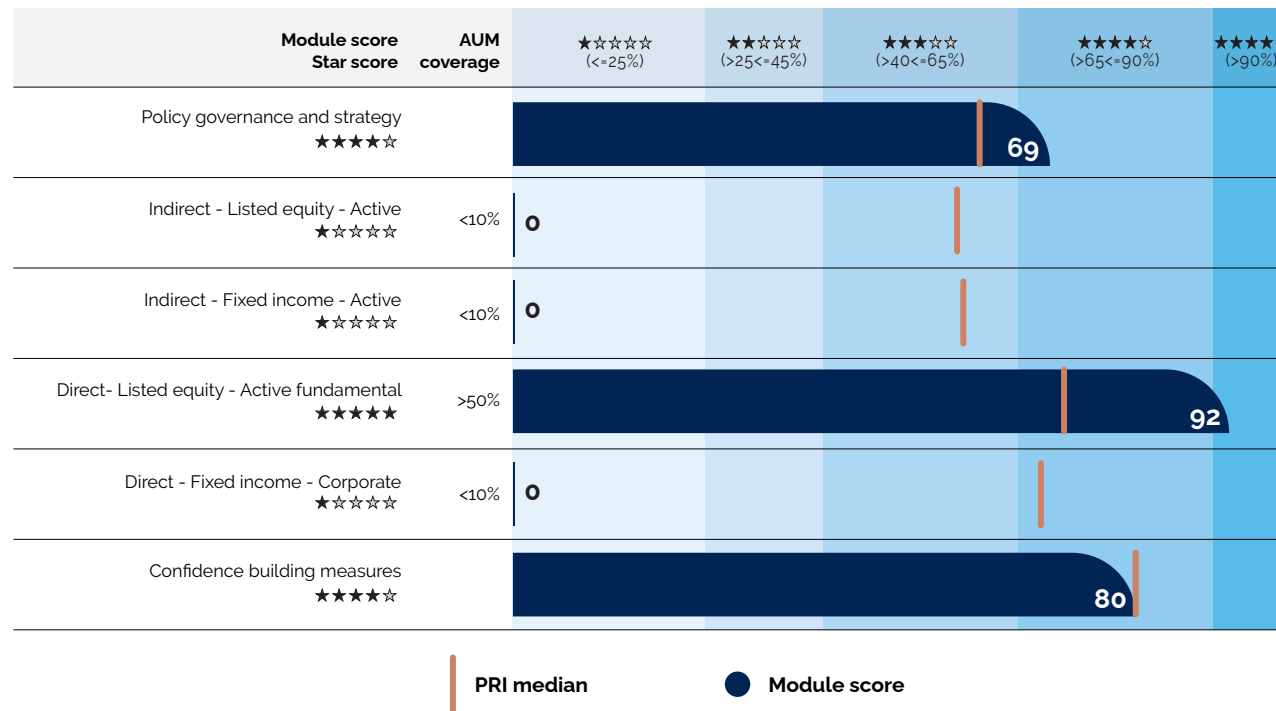 Module score AUM ★☆☆☆☆ ★★☆☆☆ ★★★☆☆ ★★★★☆ ★★★★
Star score coverage (<=25%) (>25<=45%) (>40<=65%) (>65<=90%) (>90%)
Policy governance and strategy
★★★★☆
69
Indirect - Listed equity - Active
★☆☆☆☆
<10%
0
Indirect - Fixed income - Active
★☆☆☆☆
<10%
0
Direct- Listed equity - Active fundamental
★★★★★
>50%
92
Direct - Fixed income - Corporate
★☆☆☆☆
<10%
0
Confidence building measures
★★★★☆
80
PRI median Module score